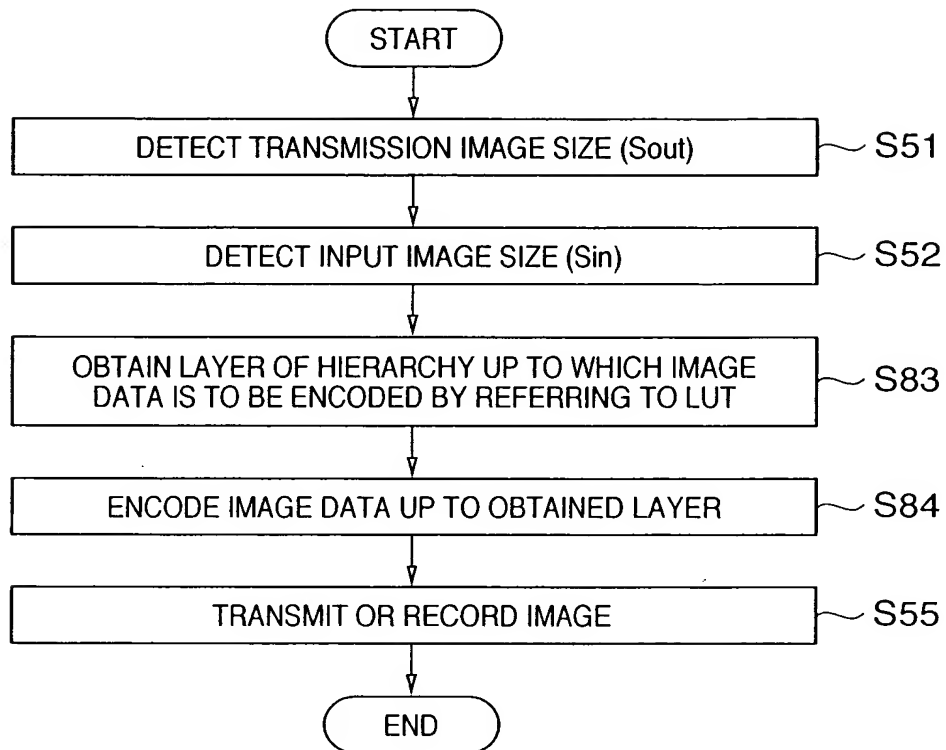 START
DETECT TRANSMISSION IMAGE SIZE (Sout)
S51
DETECT INPUT IMAGE SIZE (Sin)
S52
OBTAIN LAYER OF HIERARCHY UP TO WHICH IMAGE
DATA IS TO BE ENCODED BY REFERRING TO LUT
S83
ENCODE IMAGE DATA UP TO OBTAINED LAYER
S84
TRANSMIT OR RECORD IMAGE
S55
END